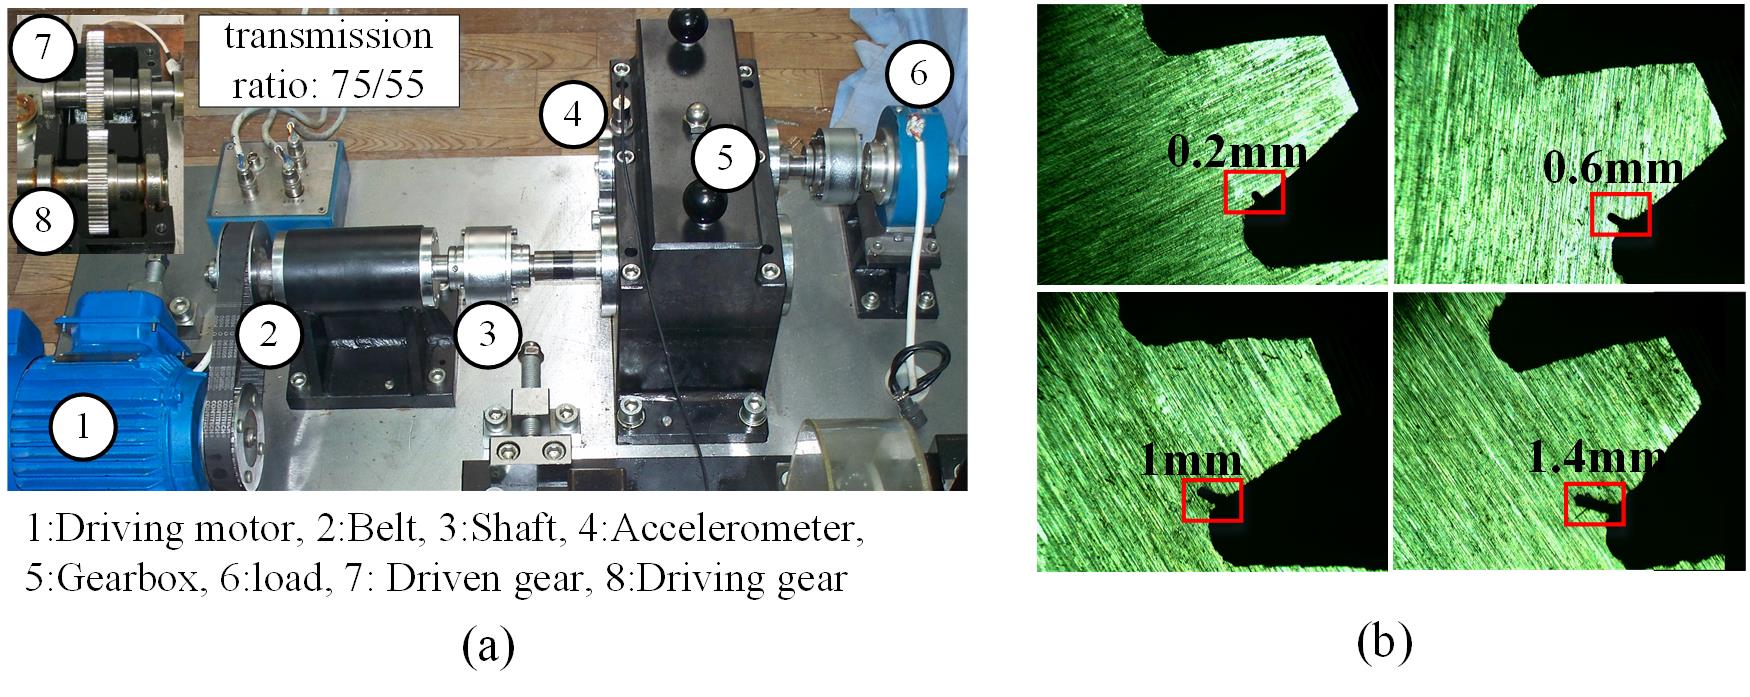 7
transmission
ratio: 75/55
8
4
6
5
2
3
1
1:Driving motor, 2:Belt, 3:Shaft, 4:Accelerometer,
5:Gearbox, 6:load, 7: Driven gear, 8:Driving gear
(a)
0.2mm
0.6mm
1mm
1.4mm
(b)